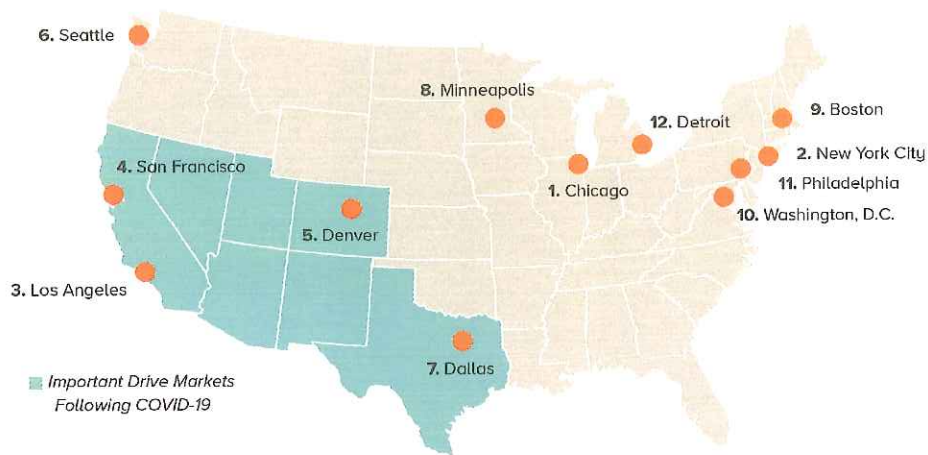 6. Seattle
8. Minneapolis
12. Detroit
9. Boston
2. New York City
4. San Francisco
1. Chicago
11. Philadelphia
10. Washington, D.C.
5. Denver
3. Los Angeles
7. Dallas
Important Drive Markets
Following COVID-19